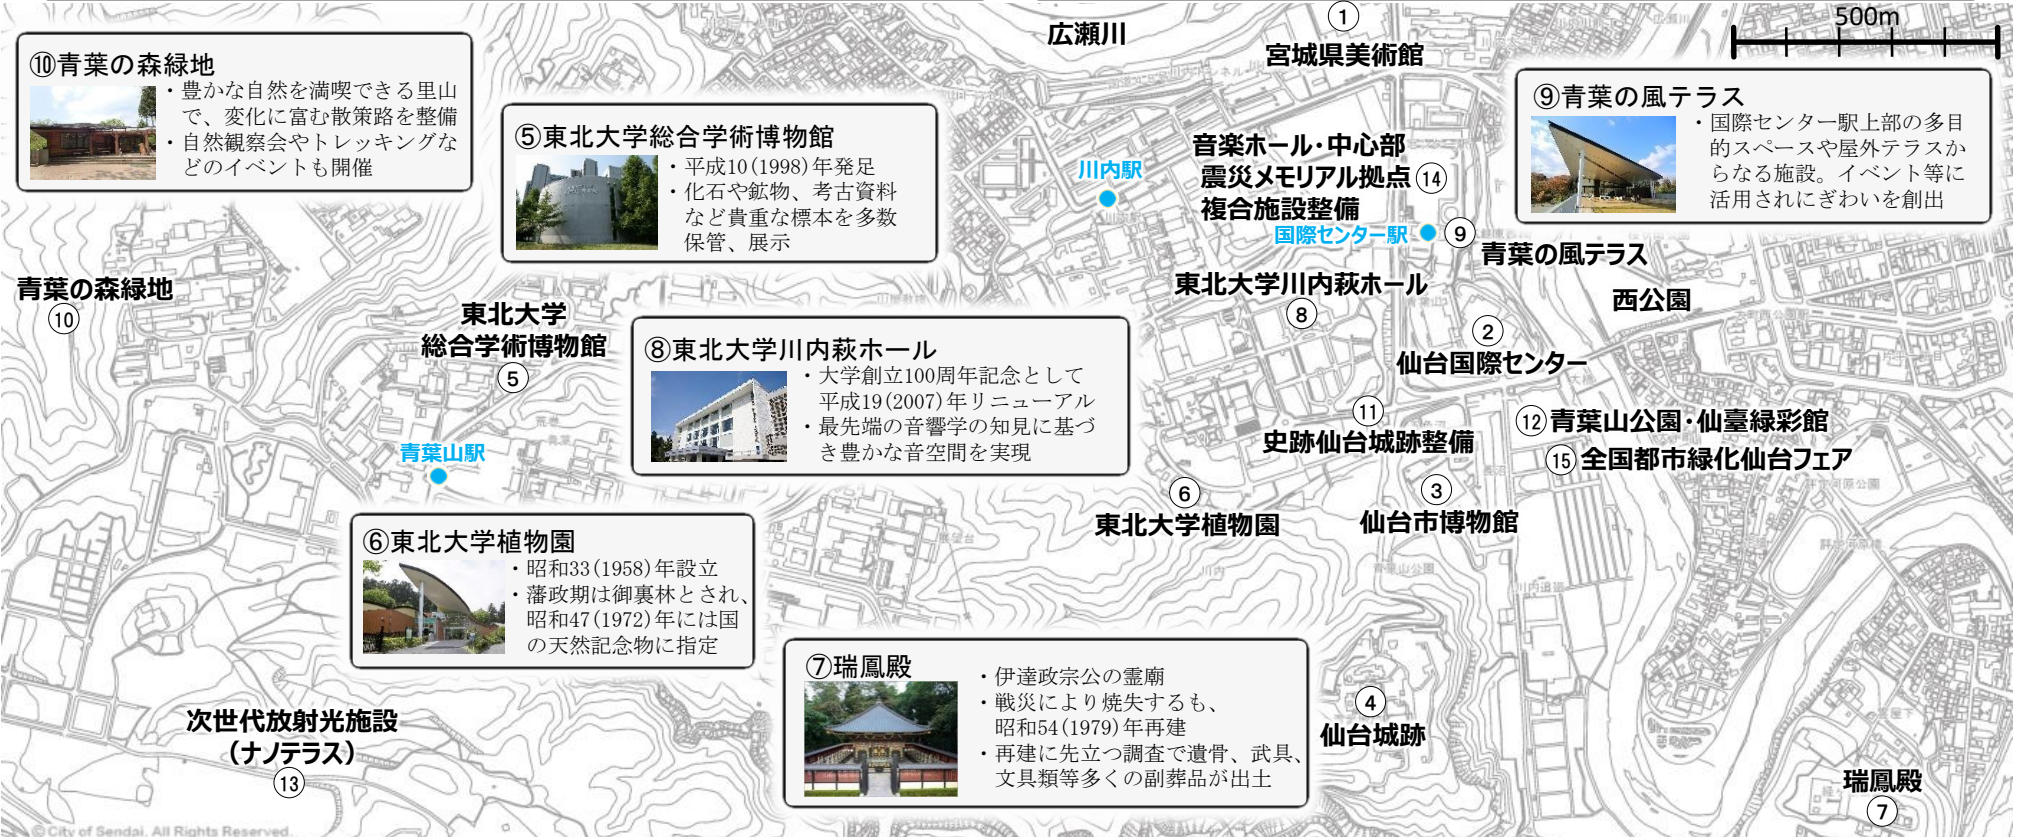 広瀬川
①
宮城県美術館
500m
⑩青葉の森緑地
・豊かな自然を満喫できる里山
で、変化に富む散策路を整備
・自然観察会やトレッキングな
どのイベントも開催
⑤東北大学総合学術博物館
・平成10(1998)年発足
・化石や鉱物、考古資料
など貴重な標本を多数
保管、展示
川内駅
音楽ホール・中心部
震災メモリアル拠点
複合施設整備
⑭
国際センター駅
⑨
青葉の風テラス
⑨青葉の風テラス
・国際センター駅上部の多目
的スペースや屋外テラスか
らなる施設。イベント等に
活用されにぎわいを創出
青葉の森緑地
⑩
東北大学
総合学術博物館
⑤
東北大学川内萩ホール
⑧
西公園
②
仙台国際センター
⑧東北大学川内萩ホール
・大学創立100周年記念として
平成19(2007)年リニューアル
・最先端の音響学の知見に基づ
き豊かな音空間を実現
⑪
史跡仙台城跡整備
⑫青葉山公園・仙臺緑彩館
⑮全国都市緑化仙台フェア
青葉山駅
⑥
東北大学植物園
③
仙台市博物館
⑥東北大学植物園
・昭和33(1958)年設立
・藩政期は御裏林とされ、
昭和47(1972)年には国
の天然記念物に指定
展望台
川内
青葉山公園
川内追廻
⑦瑞鳳殿
・伊達政宗公の霊廟
・戦災により焼失するも、
昭和54(1979)年再建
・再建に先立つ調査で遺骨、武具、
文具類等多くの副葬品が出土
④
仙台城跡
次世代放射光施設
（ナノテラス）
⑬
瑞鳳殿
⑦
© City of Sendai. All Rights Reserved.